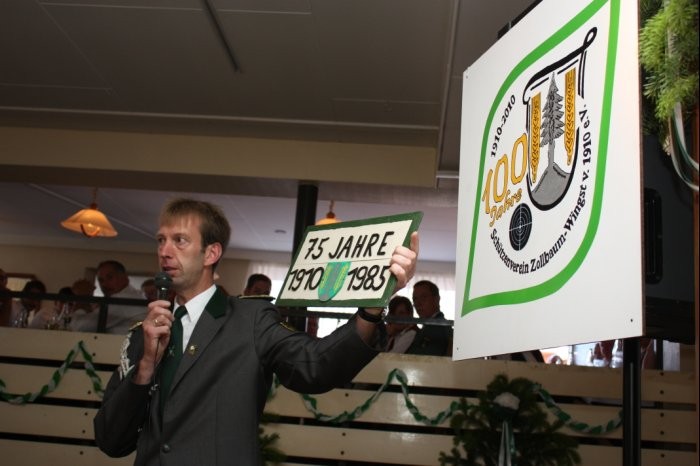 75 JAHRE
1910 1985
1910-2010
100
Jahre
Schützenverein Zollbaum-Wingst v. 1910 e.V.